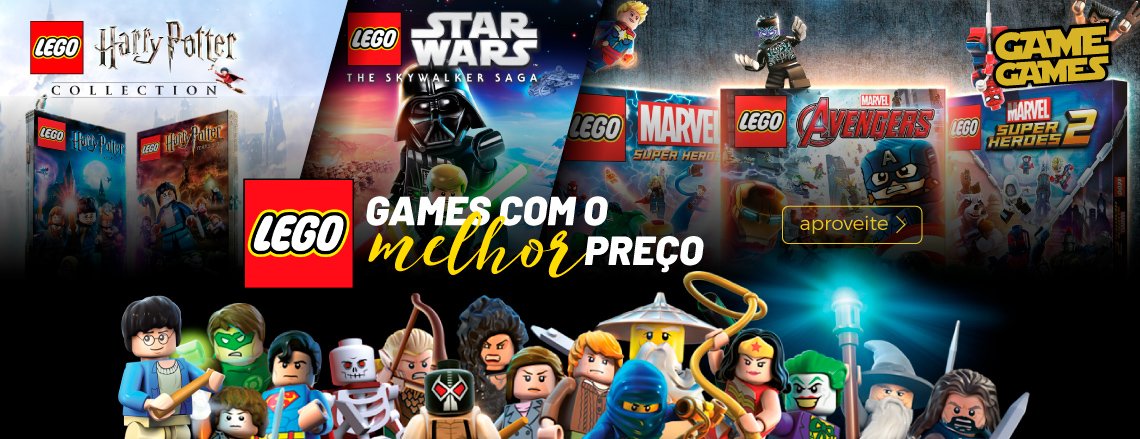 LEGO
Harry Potter
COLLECTION
LEGO
STAR
WARS
THE SKYWALKER SAGA
GAME
GAMES
LEGO
Harry Potter
LEGO
Harry Potter
LEGO
MARVEL
SUPER HEROES
LEGO
MARVEL
AVENGERS
LEGO
MARVEL
SUPER
HEROES 2
LEGO
GAMES COM O
melhor PREÇO
aproveite >